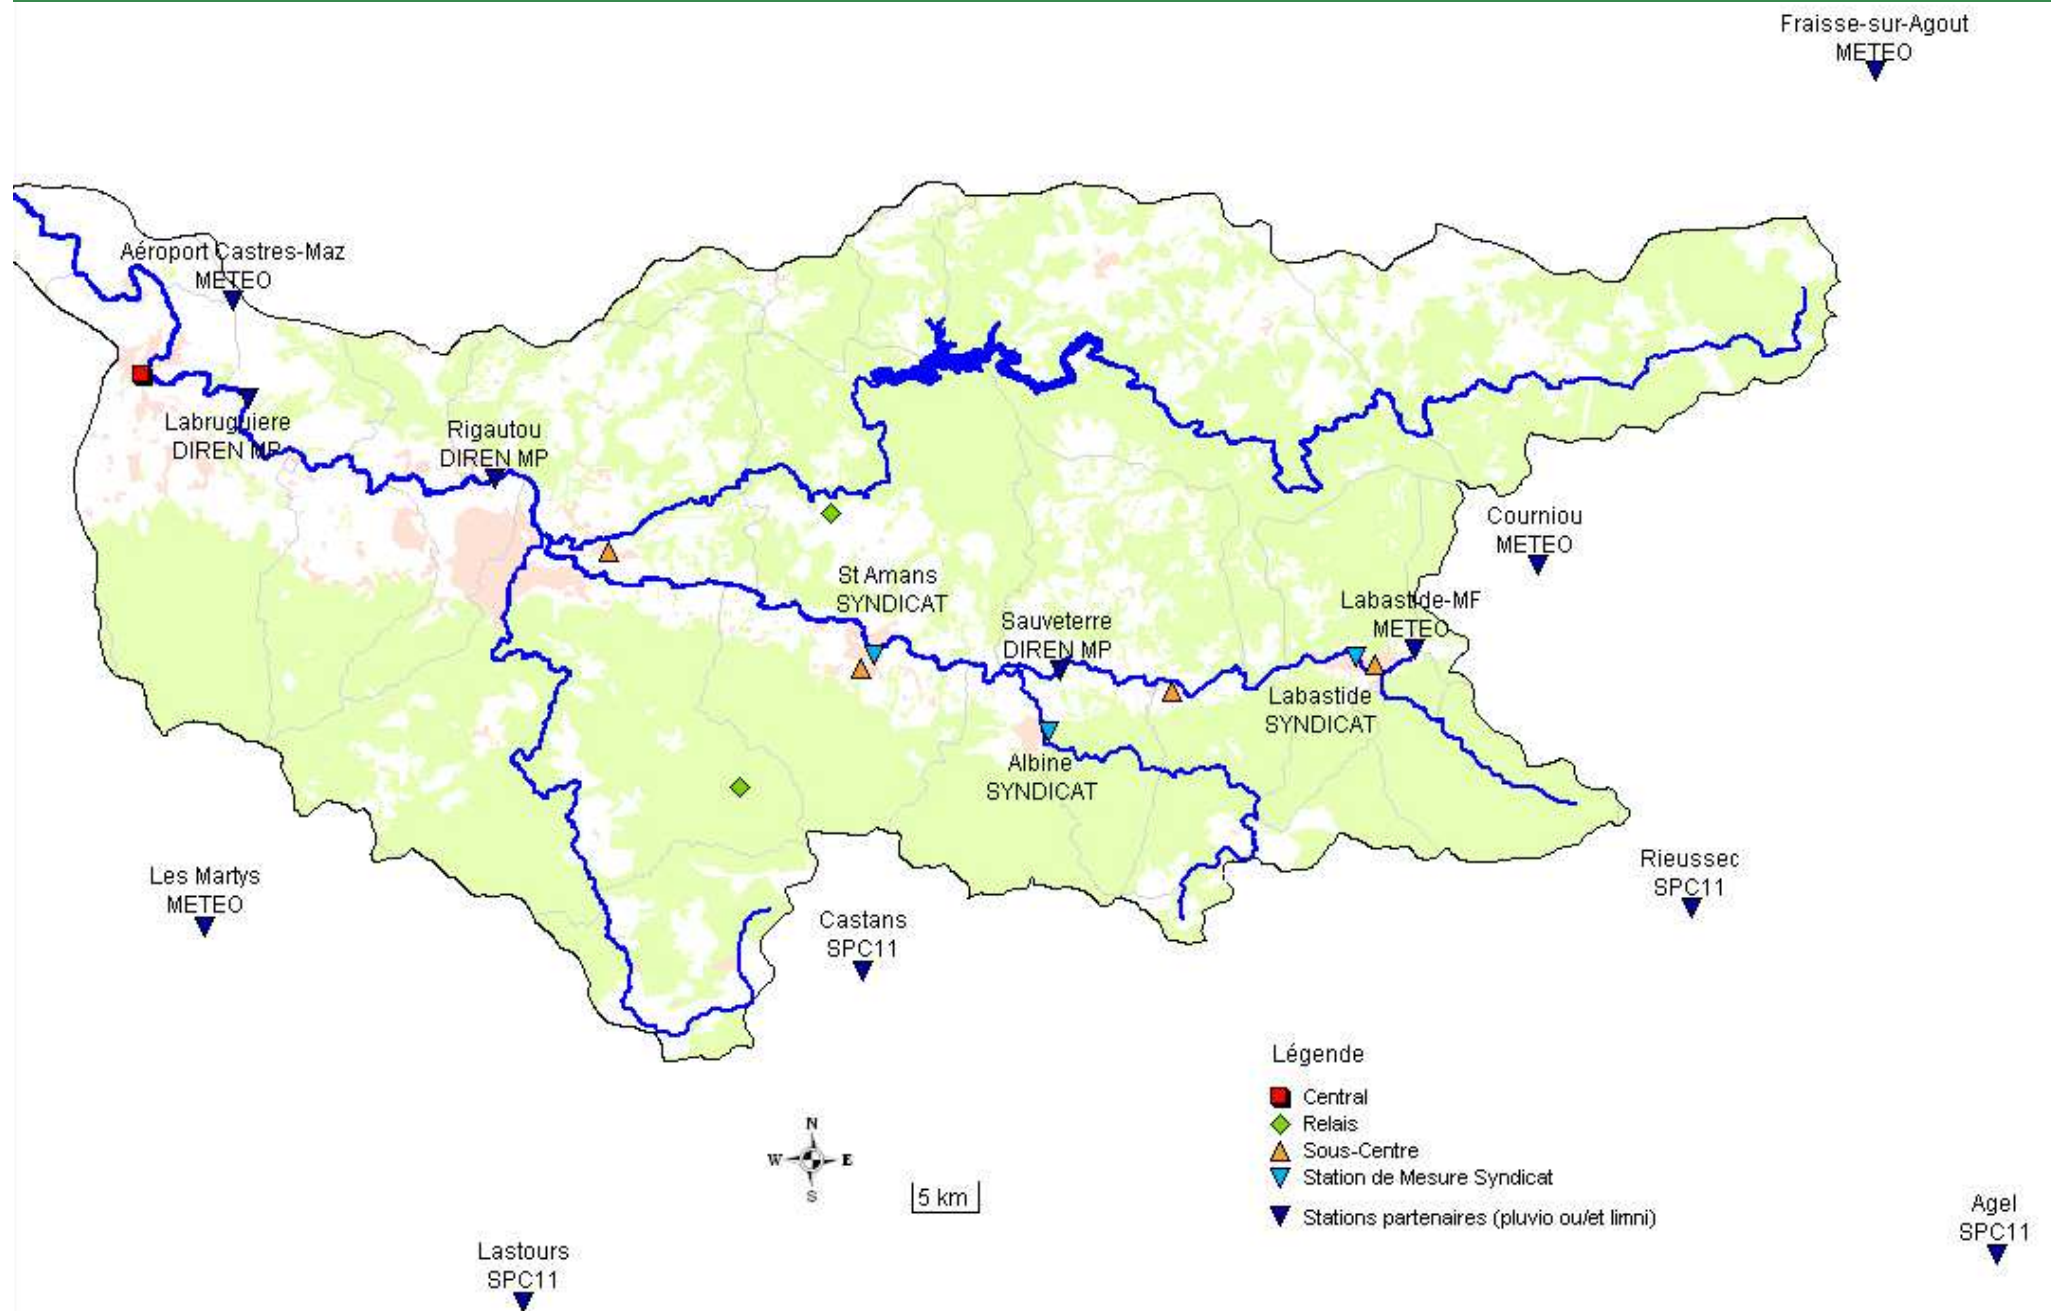 Fraisse-sur-Agout
METEO
Aéroport Castres-Maz
METEO
Labruguiere
DIREN MP
Rigautou
DIREN MP
Courniou
METEO
St Amans
SYNDICAT
Labastide-MF
METEO
Sauveterre
DIREN MP
Labastide
SYNDICAT
Albine
SYNDICAT
Les Martys
METEO
Castans
SPC11
Rieussec
SPC11
Légende
Central
Relais
Sous-Centre
Station de Mesure Syndicat
Stations partenaires (pluvio ou/et limni)
N
W E
S
5 km
Agel
SPC11
Lastours
SPC11